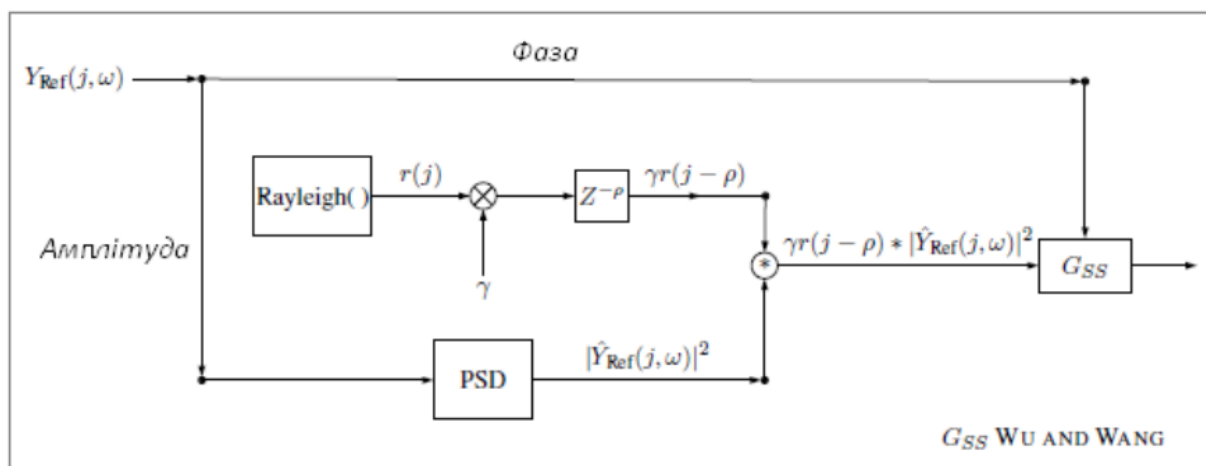 Фаза
Y_Ref(j, ω)
r(j)
γr(j − ρ)
Rayleigh( )
Z^−ρ
Амплітуда
γr(j − ρ) * |Ŷ_Ref(j, ω)|²
*
G_SS
γ
|Ŷ_Ref(j, ω)|²
PSD
G_SS WU AND WANG